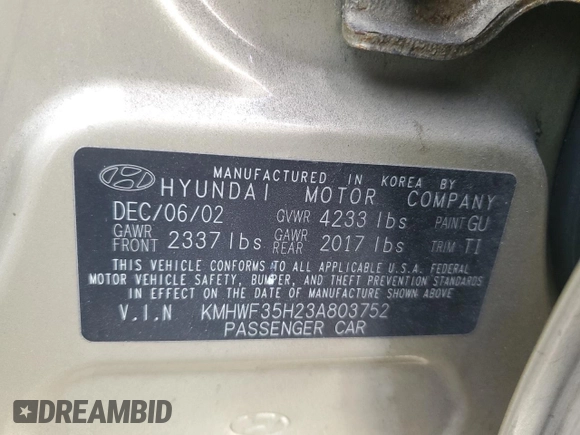 MANUFACTURED IN KOREA BY
HYUNDAI MOTOR COMPANY
DEC/06/02 GVWR 4233 lbs PAINT GU
GAWR FRONT 2337 lbs GAWR REAR 2017 lbs TRIM TI
THIS VEHICLE CONFORMS TO ALL APPLICABLE U.S.A. FEDERAL
MOTOR VEHICLE SAFETY, BUMPER, AND THEFT PREVENTION STANDARDS
IN EFFECT ON THE DATE OF MANUFACTURE SHOWN ABOVE
V.I.N KMHWF35H23A803752
PASSENGER CAR
DREAMBID